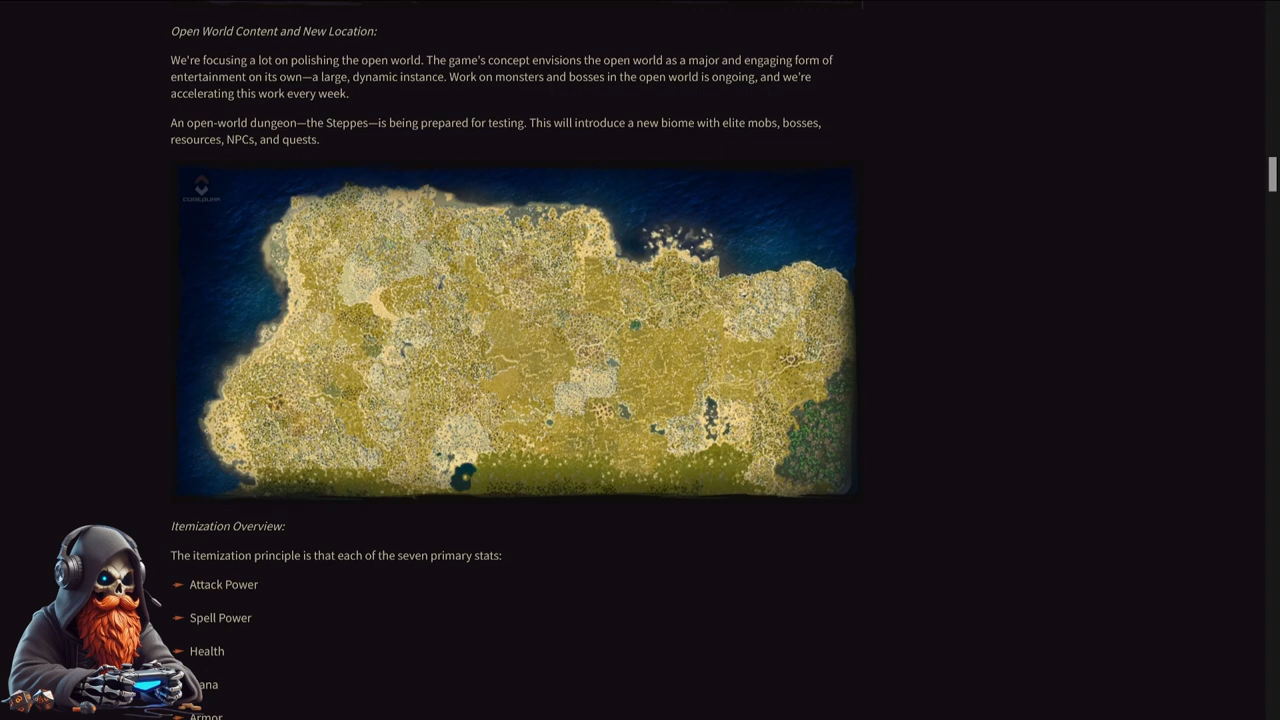 Open World Content and New Location:
We're focusing a lot on polishing the open world. The game's concept envisions the open world as a major and engaging form of
entertainment on its own—a large, dynamic instance. Work on monsters and bosses in the open world is ongoing, and we're
accelerating this work every week.
An open-world dungeon—the Steppes—is being prepared for testing. This will introduce a new biome with elite mobs, bosses,
resources, NPCs, and quests.
COREPUNK
Itemization Overview:
The itemization principle is that each of the seven primary stats:
Attack Power
Spell Power
Health
ana
Armor